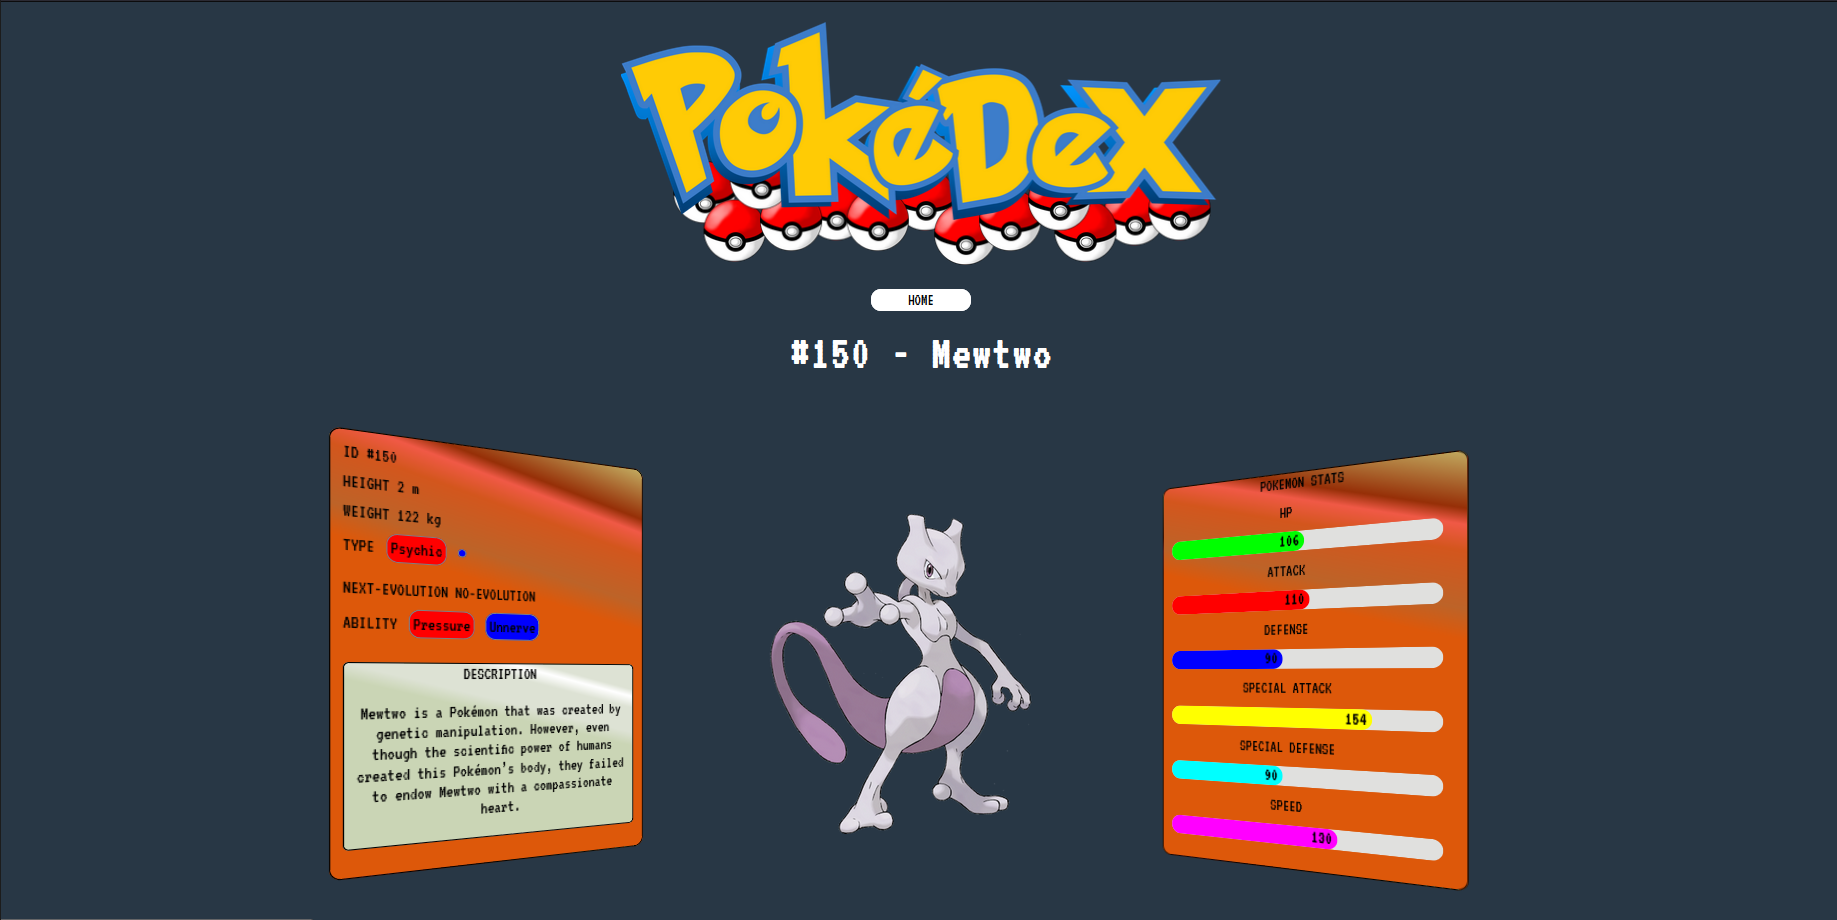 PokéDex
HOME
#150 - Mewtwo
ID #150
HEIGHT 2 m
WEIGHT 122 kg
TYPE Psychic
NEXT-EVOLUTION NO-EVOLUTION
ABILITY Pressure Unnerve
DESCRIPTION
Mewtwo is a Pokémon that was created by
genetic manipulation. However, even
though the scientific power of humans
created this Pokémon's body, they failed
to endow Mewtwo with a compassionate
heart.
POKEMON STATS
HP
106
ATTACK
110
DEFENSE
90
SPECIAL ATTACK
154
SPECIAL DEFENSE
90
SPEED
130